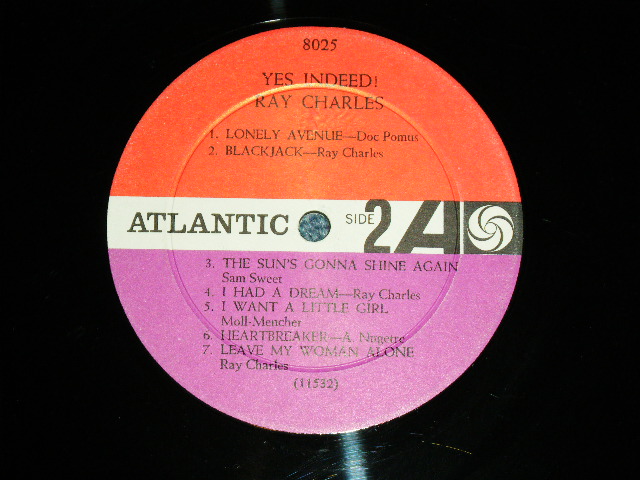 8025
YES INDEED!
RAY CHARLES
1. LONELY AVENUE—Doc Pomus
2. BLACKJACK—Ray Charles
ATLANTIC SIDE 2 A
3. THE SUN'S GONNA SHINE AGAIN
Sam Sweet
4. I HAD A DREAM—Ray Charles
5. I WANT A LITTLE GIRL
Moll-Mencher
6. HEARTBREAKER—A. Nugetre
7. LEAVE MY WOMAN ALONE
Ray Charles
(11532)